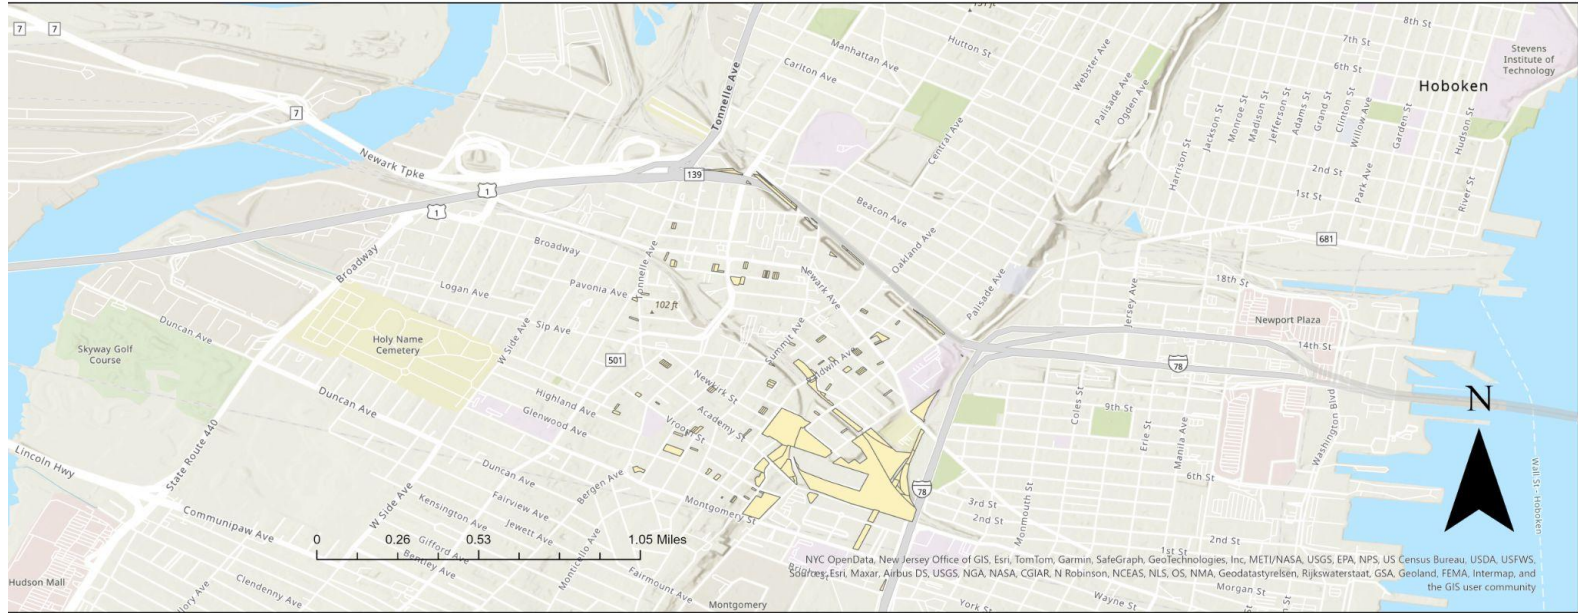 7
7
137 ft
Manhattan Ave
Carlton Ave
Hutton St
Webster Ave
Palisade Ave
Ogden Ave
8th St
7th St
6th St
Stevens
Institute of
Technology
Hoboken
Tonnelle Ave
Central Ave
7
Newark Tpke
139
1
1
Harrison St
Jackson St
Monroe St
Madison St
Jefferson St
Adams St
Grand St
Clinton St
Willow Ave
Garden St
Hudson St
2nd St
1st St
Park Ave
River St
681
Beacon Ave
Oakland Ave
Palisade Ave
Broadway
Broadway
Tonnelle Ave
Newark Ave
Pavonia Ave
Logan Ave
102 ft
Sip Ave
Duncan Ave
Skyway Golf
Course
Holy Name
Cemetery
W Side Ave
501
Summit Ave
Baldwin Ave
18th St
Jersey Ave
Newport Plaza
14th St
78
Newkirk St
Academy St
Vroom St
Highland Ave
Glenwood Ave
Duncan Ave
State Route 440
Coles St
9th St
Erie St
Manila Ave
Washington Blvd
6th St
N
Lincoln Hwy
Communipaw Ave
W Side Ave
Duncan Ave
Fairview Ave
Kensington Ave
Jewett Ave
Gifford Ave
Bentley Ave
Bergen Ave
Monticello Ave
Montgomery St
78
3rd St
2nd St
Monmouth St
2nd St
1st St
Wall St - Hoboken
0 0.26 0.53 1.05 Miles
Hudson Mall
Clendenny Ave
Fairmount Ave
Montgomery
York St
Wayne St
Morgan St
NYC OpenData, New Jersey Office of GIS, Esri, TomTom, Garmin, SafeGraph, GeoTechnologies, Inc, METI/NASA, USGS, EPA, NPS, US Census Bureau, USDA, USFWS,
Sources: Esri, Maxar, Airbus DS, USGS, NGA, NASA, CGIAR, N Robinson, NCEAS, NLS, OS, NMA, Geodatastyrelsen, Rijkswaterstaat, GSA, Geoland, FEMA, Intermap, and
the GIS user community